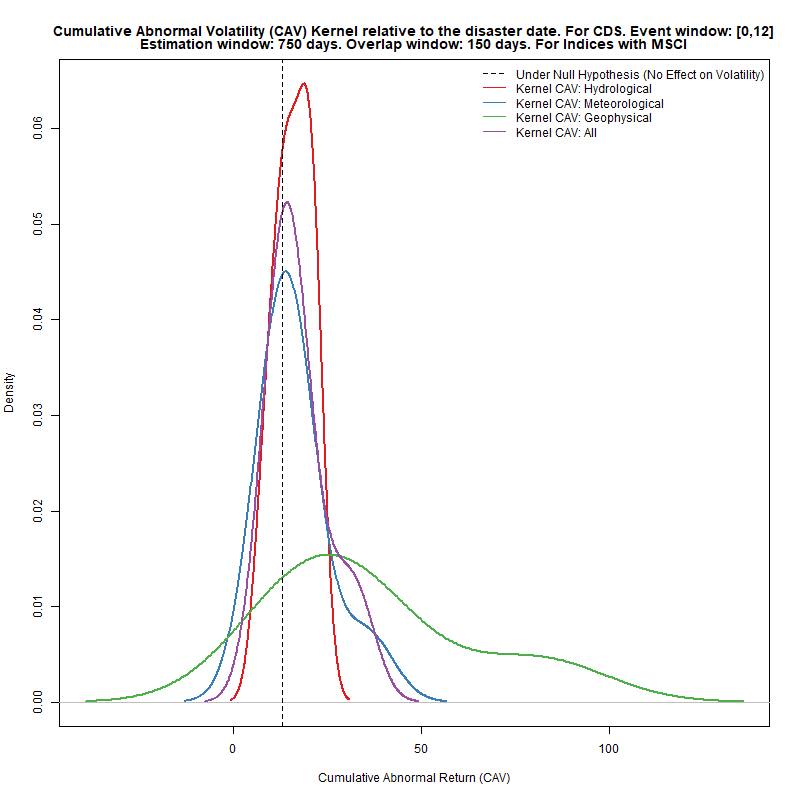 Cumulative Abnormal Volatility (CAV) Kernel relative to the disaster date. For CDS. Event window: [0,12]
Estimation window: 750 days. Overlap window: 150 days. For Indices with MSCI
Under Null Hypothesis (No Effect on Volatility)
Kernel CAV: Hydrological
Kernel CAV: Meteorological
Kernel CAV: Geophysical
Kernel CAV: All
0.06
0.05
0.04
0.03
0.02
0.01
0.00
Density
0 50 100
Cumulative Abnormal Return (CAV)